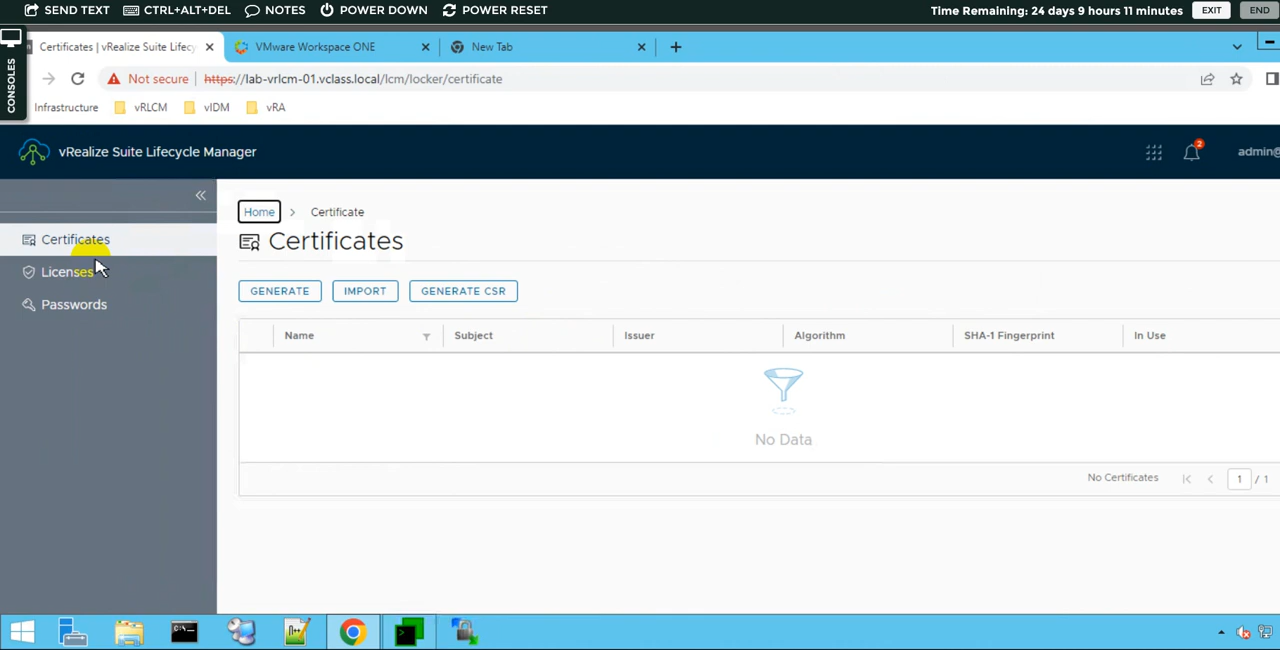 SEND TEXT CTRL+ALT+DEL NOTES POWER DOWN POWER RESET Time Remaining: 24 days 9 hours 11 minutes EXIT END
CONSOLES
Certificates | vRealize Suite Lifecy VMware Workspace ONE New Tab
Not secure https://lab-vrlcm-01.vclass.local/lcm/locker/certificate
Infrastructure vRLCM vIDM vRA
vRealize Suite Lifecycle Manager 2 admin@
Home > Certificate
Certificates
Licenses
Passwords
Certificates
GENERATE IMPORT GENERATE CSR
Name Subject Issuer Algorithm SHA-1 Fingerprint In Use
No Data
No Certificates 1 / 1